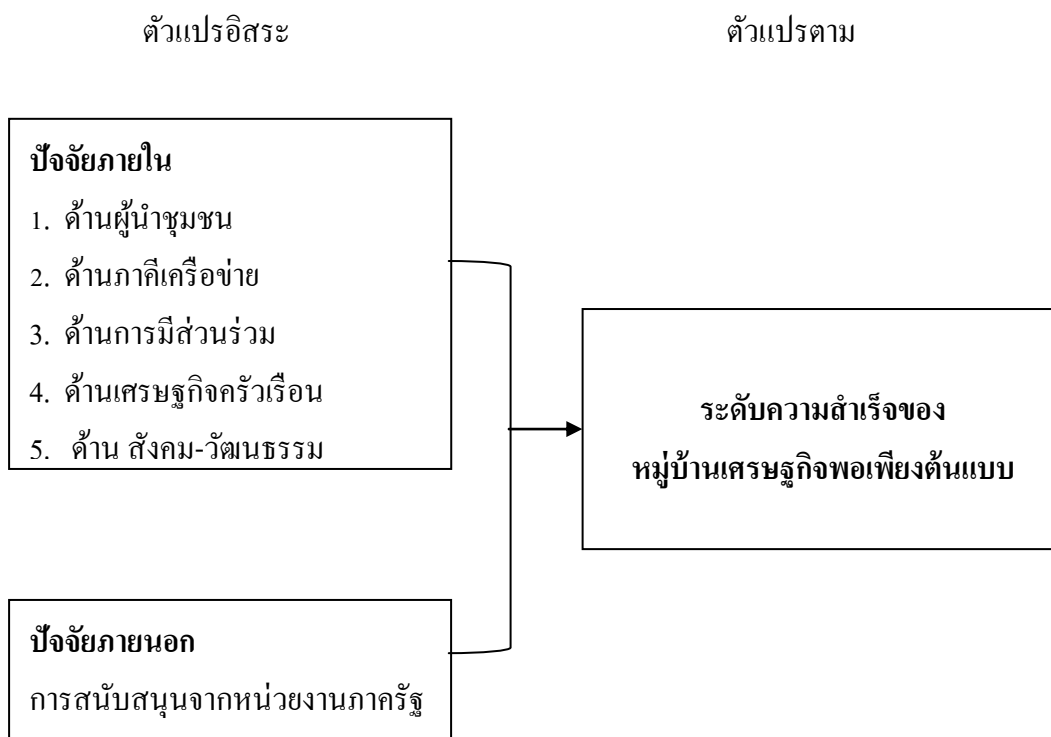 ตัวแปรอิสระ
ตัวแปรตาม
ปัจจัยภายใน
1. ด้านผู้นำชุมชน
2. ด้านภาคีเครือข่าย
3. ด้านการมีส่วนร่วม
4. ด้านเศรษฐกิจครัวเรือน
5. ด้าน สังคม-วัฒนธรรม
ระดับความสำเร็จของ
หมู่บ้านเศรษฐกิจพอเพียงต้นแบบ
ปัจจัยภายนอก
การสนับสนุนจากหน่วยงานภาครัฐ